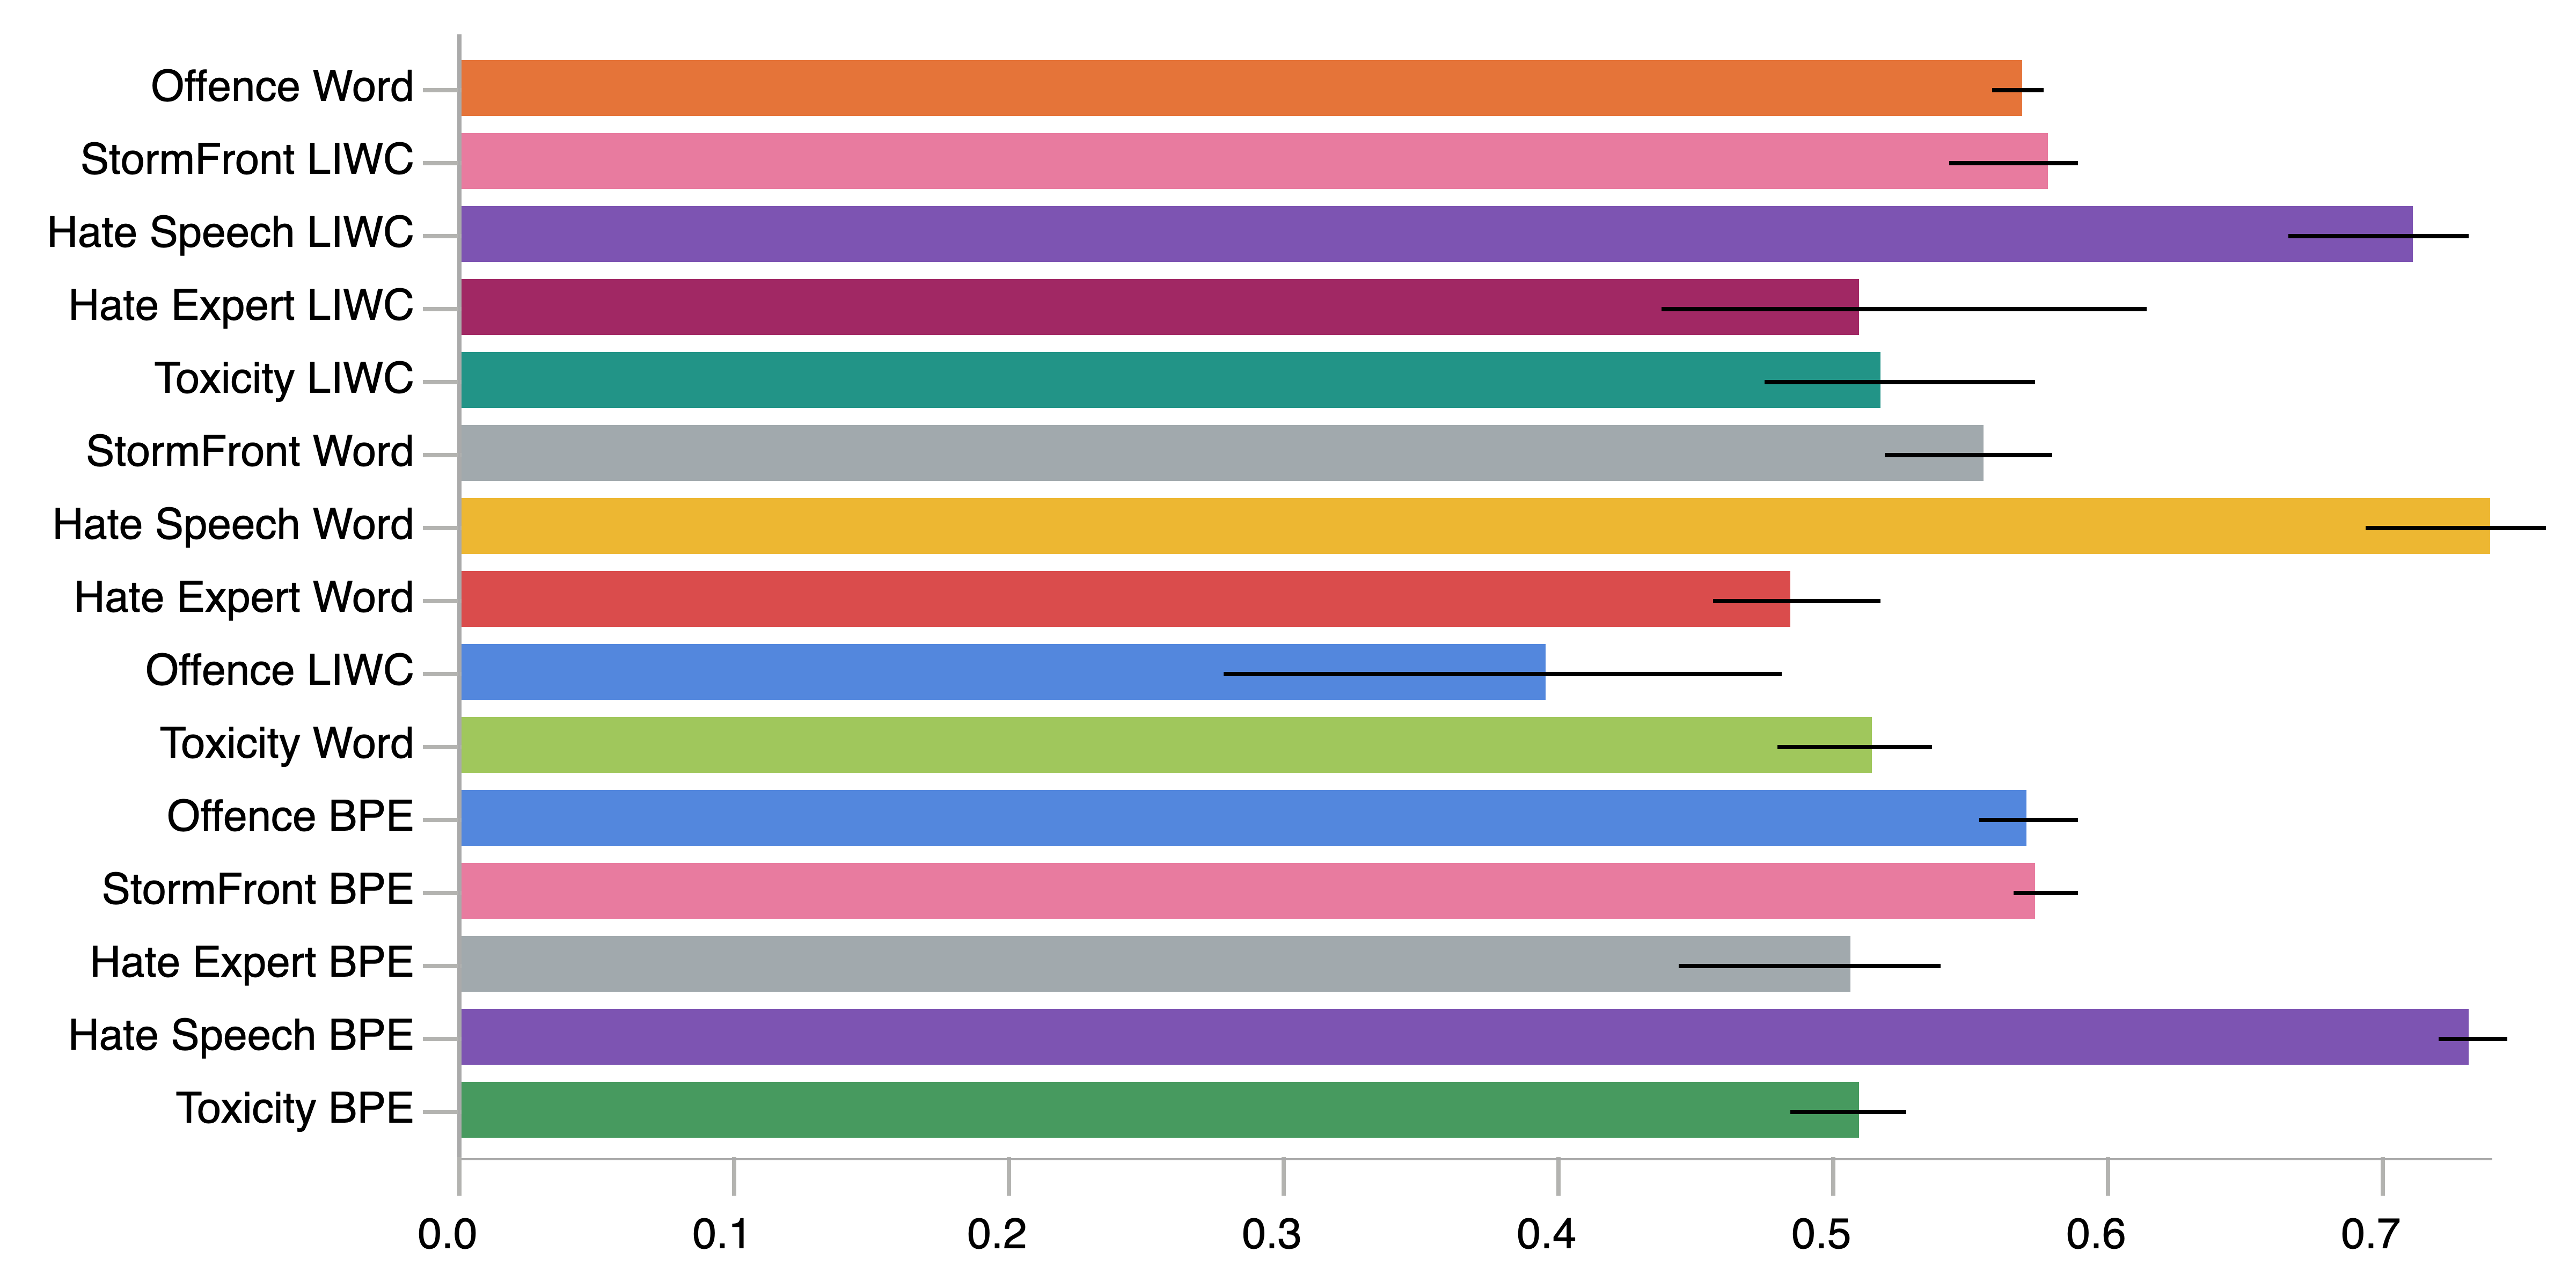 Offence Word
StormFront LIWC
Hate Speech LIWC
Hate Expert LIWC
Toxicity LIWC
StormFront Word
Hate Speech Word
Hate Expert Word
Offence LIWC
Toxicity Word
Offence BPE
StormFront BPE
Hate Expert BPE
Hate Speech BPE
Toxicity BPE
0.0 0.1 0.2 0.3 0.4 0.5 0.6 0.7